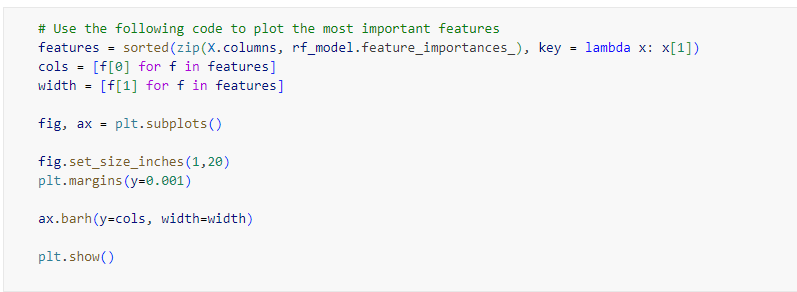 # Use the following code to plot the most important features
features = sorted(zip(X.columns, rf_model.feature_importances_), key = lambda x: x[1])
cols = [f[0] for f in features]
width = [f[1] for f in features]
fig, ax = plt.subplots()
fig.set_size_inches(1,20)
plt.margins(y=0.001)
ax.barh(y=cols, width=width)
plt.show()